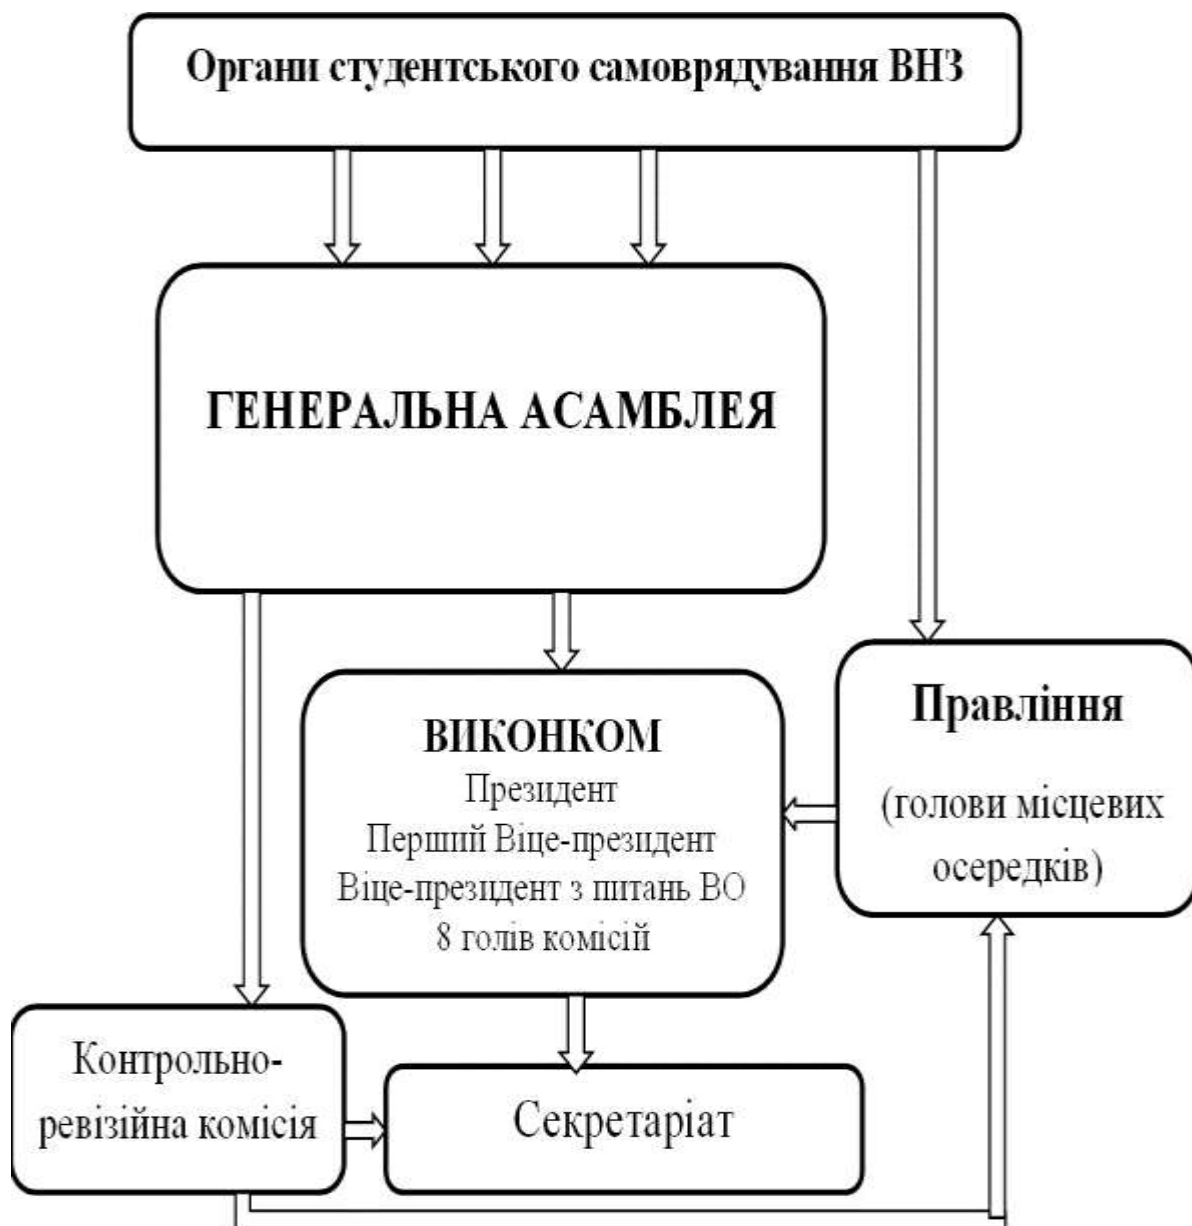 Органи студентського самоврядування ВНЗ
ГЕНЕРАЛЬНА АСАМБЛЕЯ
ВИКОНКОМ
Президент
Перший Віце-президент
Віце-президент з питань ВО
8 голів комісій
Правління
(голови місцевих
осередків)
Контрольно-
ревізійна комісія
Секретаріат